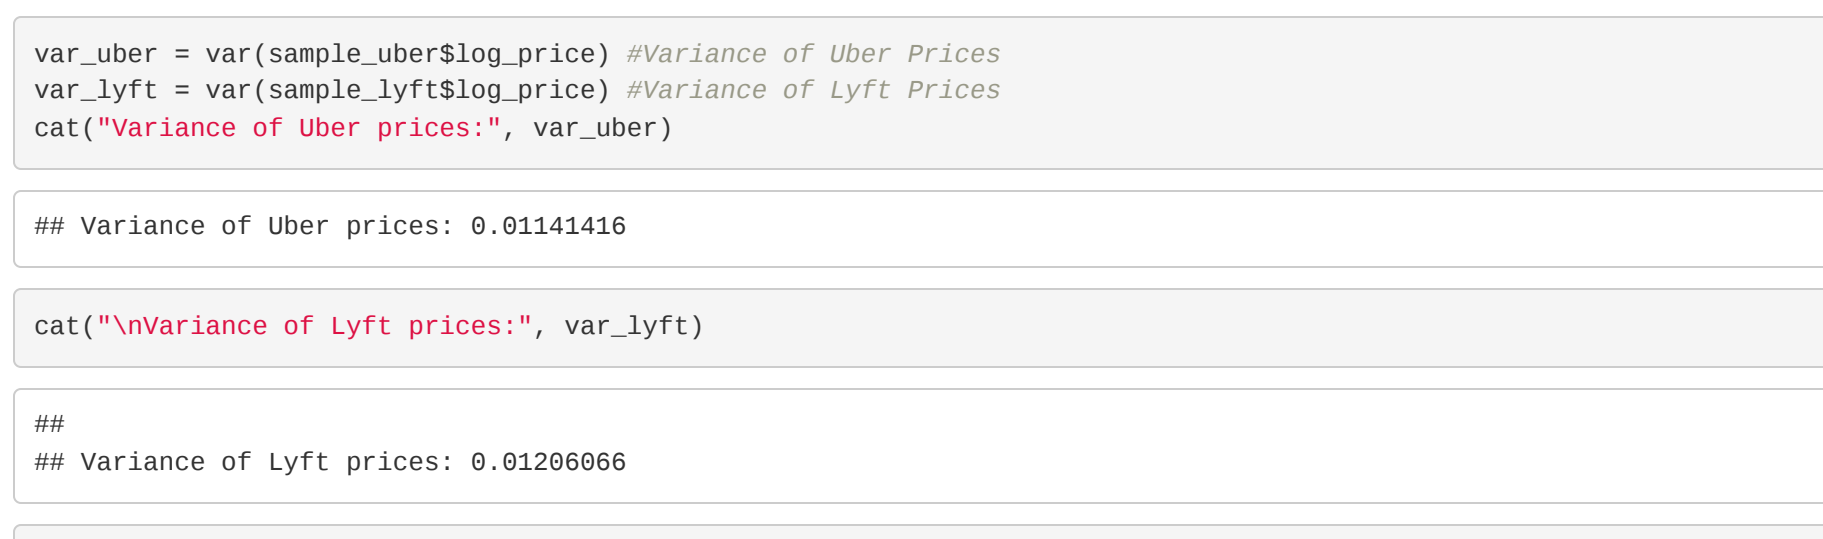 var_uber = var(sample_uber$log_price) #Variance of Uber Prices
var_lyft = var(sample_lyft$log_price) #Variance of Lyft Prices
cat("Variance of Uber prices:", var_uber)
## Variance of Uber prices: 0.01141416
cat("\nVariance of Lyft prices:", var_lyft)
##
## Variance of Lyft prices: 0.01206066